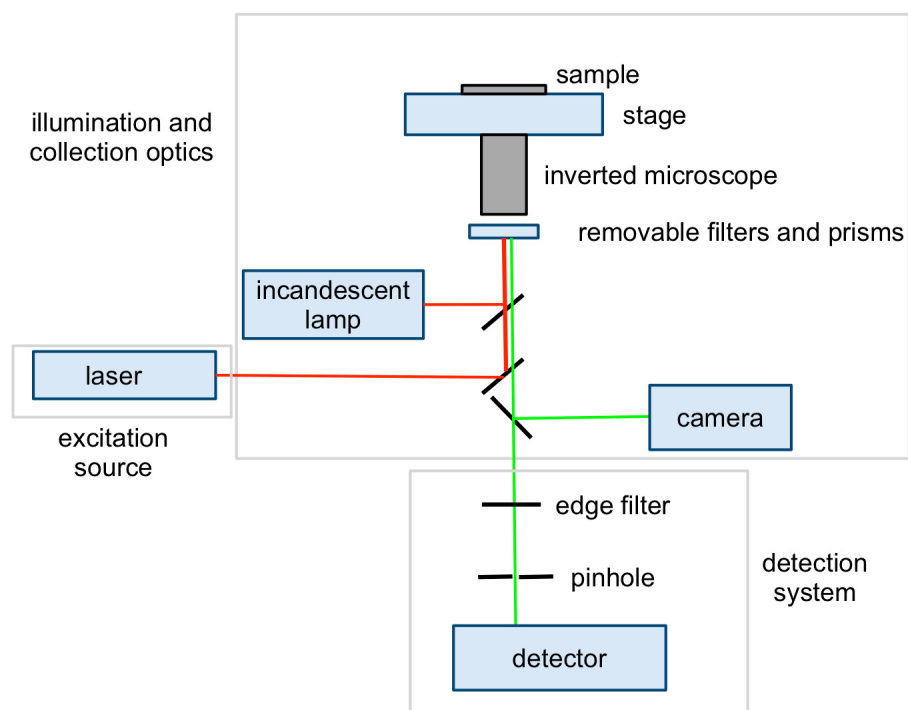 sample
stage
illumination and
collection optics
inverted microscope
removable filters and prisms
incandescent
lamp
laser
excitation
source
camera
edge filter
pinhole
detection
system
detector